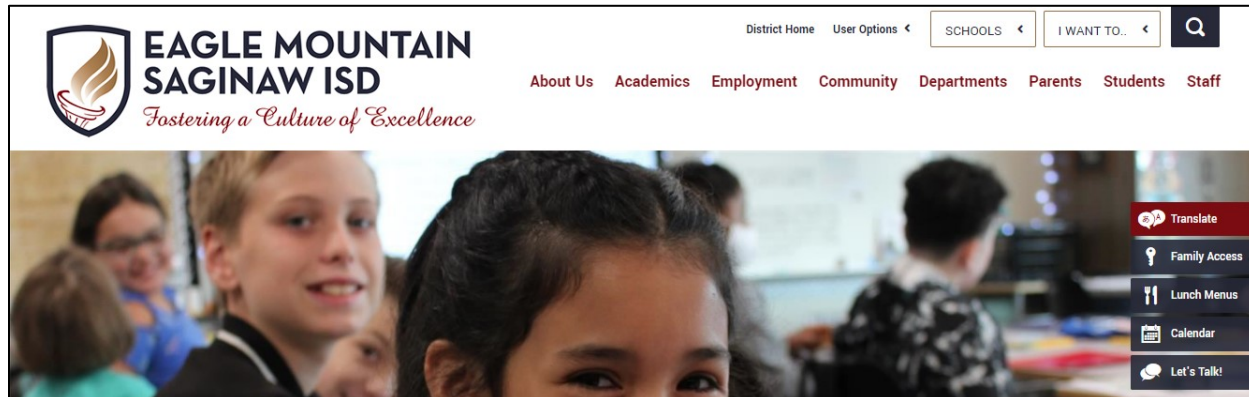 District Home User Options SCHOOLS I WANT TO..
EAGLE MOUNTAIN
SAGINAW ISD
Fostering a Culture of Excellence
About Us Academics Employment Community Departments Parents Students Staff
Translate
Family Access
Lunch Menus
Calendar
Let's Talk!